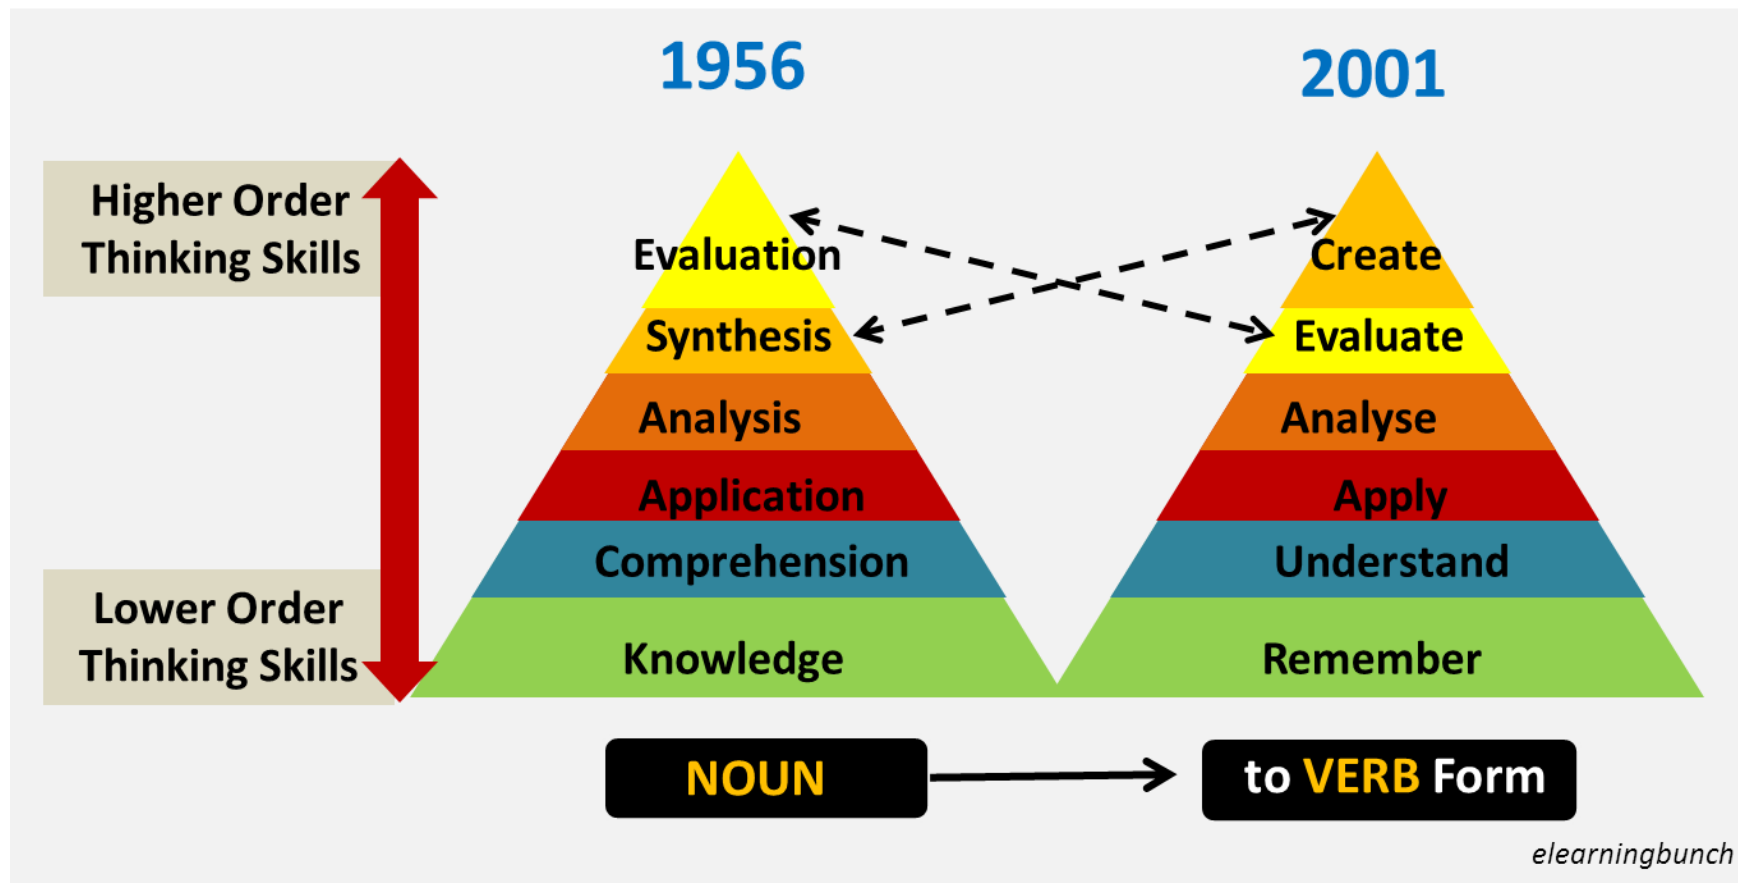 1956
2001
Higher Order
Thinking Skills
Evaluation
Create
Synthesis
Evaluate
Analysis
Analyse
Application
Apply
Comprehension
Understand
Lower Order
Thinking Skills
Knowledge
Remember
NOUN
to VERB Form
elearningbunch